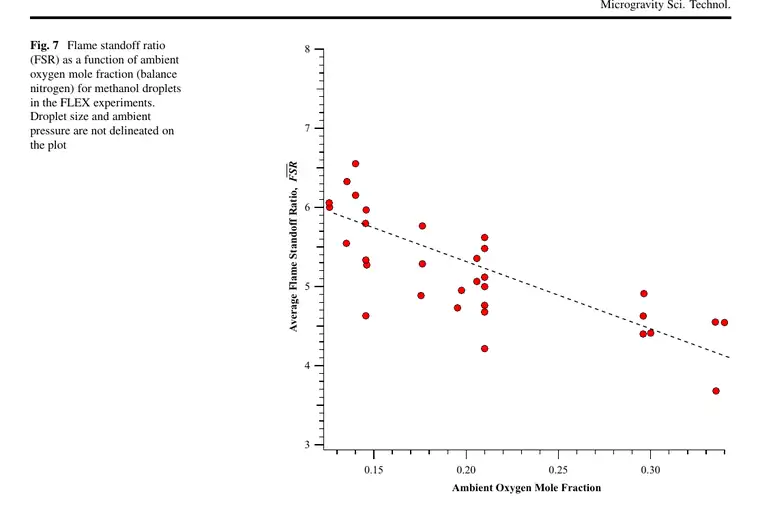 Microgravity Sci. Technol.
Fig. 7 Flame standoff ratio
(FSR) as a function of ambient
oxygen mole fraction (balance
nitrogen) for methanol droplets
in the FLEX experiments.
Droplet size and ambient
pressure are not delineated on
the plot
8
7
6
5
4
3
Average Flame Standoff Ratio, FSR
0.15 0.20 0.25 0.30
Ambient Oxygen Mole Fraction